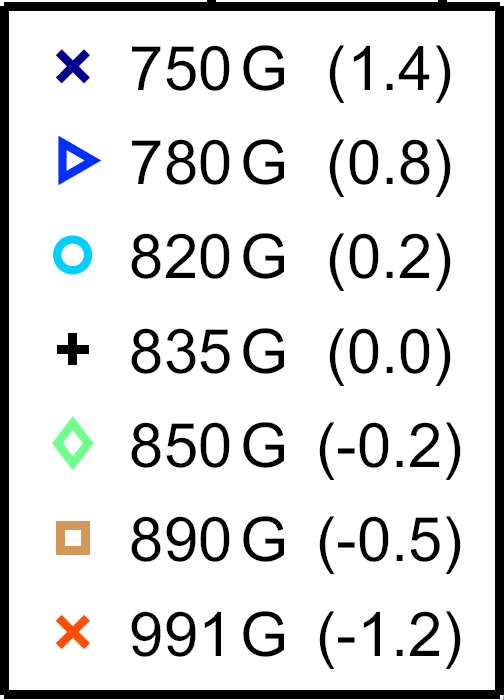 750 G (1.4)
780 G (0.8)
820 G (0.2)
835 G (0.0)
850 G (-0.2)
890 G (-0.5)
991 G (-1.2)